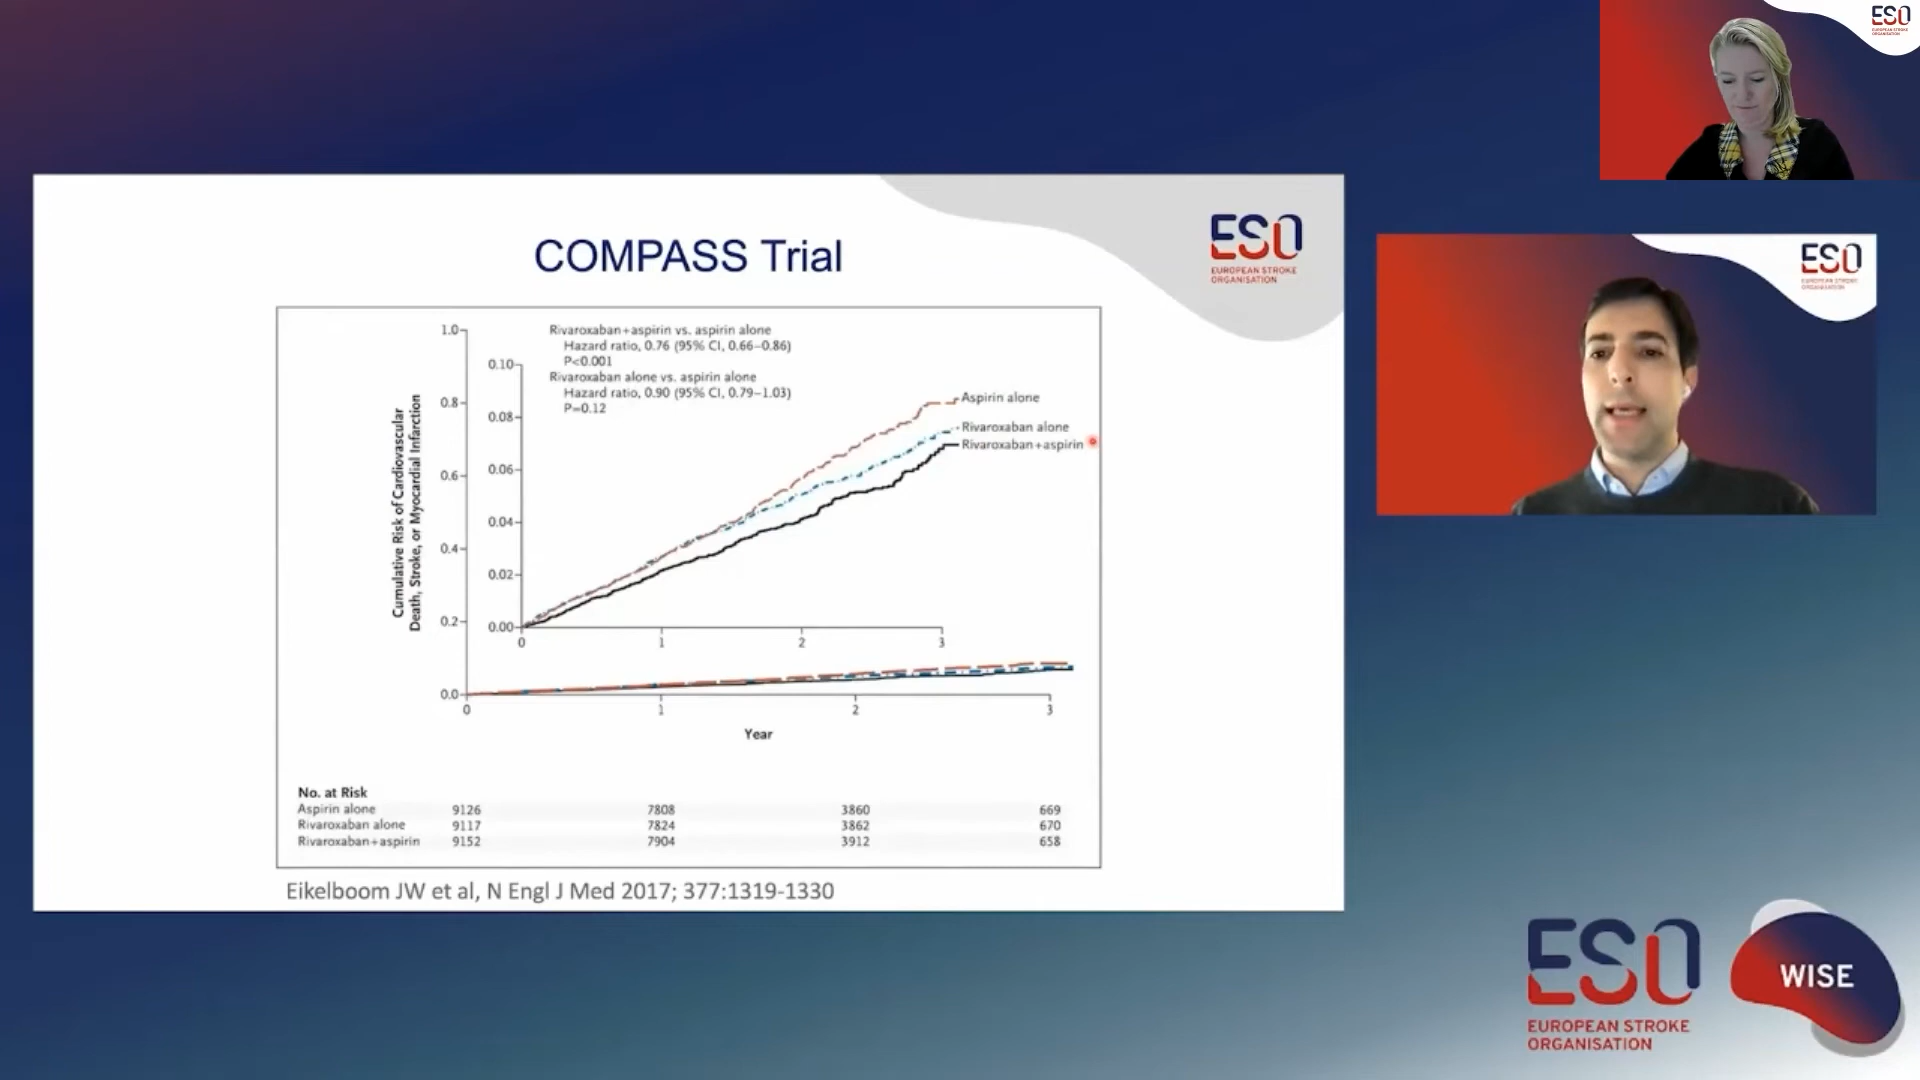 ESO
EUROPEAN STROKE
ORGANISATION
COMPASS Trial
ESO
EUROPEAN STROKE
ORGANISATION
ESO
EUROPEAN STROKE
ORGANISATION
Rivaroxaban+aspirin vs. aspirin alone
Hazard ratio, 0.76 (95% CI, 0.66–0.86)
P<0.001
Rivaroxaban alone vs. aspirin alone
Hazard ratio, 0.90 (95% CI, 0.79–1.03)
P=0.12
Cumulative Risk of Cardiovascular
Death, Stroke, or Myocardial Infarction
1.0
0.8
0.6
0.4
0.2
0.0
0.10
0.08
0.06
0.04
0.02
0.00
Aspirin alone
Rivaroxaban alone
Rivaroxaban+aspirin
0 1 2 3
0 1 2 3
Year
No. at Risk
Aspirin alone 9126 7808 3860 669
Rivaroxaban alone 9117 7824 3862 670
Rivaroxaban+aspirin 9152 7904 3912 658
Eikelboom JW et al, N Engl J Med 2017; 377:1319-1330
ESO
EUROPEAN STROKE
ORGANISATION
WISE